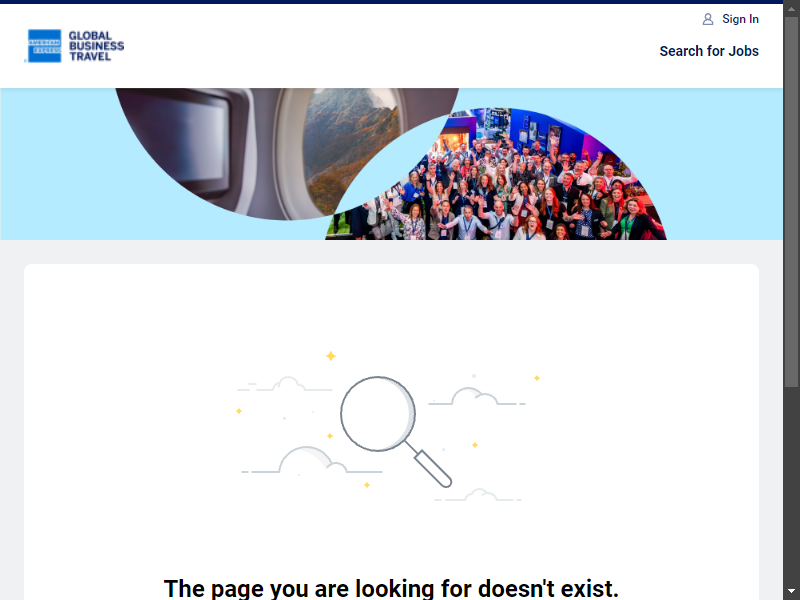 Sign In
AMERICAN EXPRESS
GLOBAL
BUSINESS
TRAVEL
Search for Jobs
The page you are looking for doesn't exist.